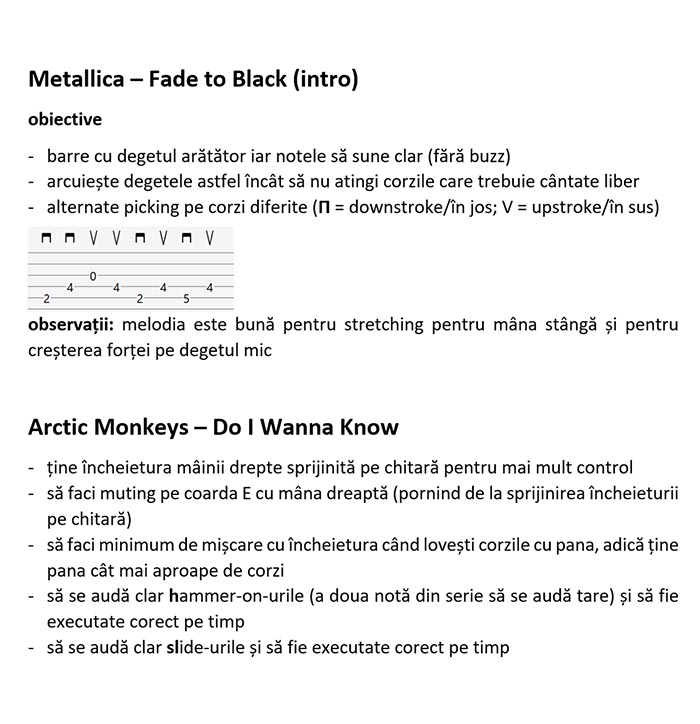 Metallica – Fade to Black (intro)
obiective
- barre cu degetul arătător iar notele să sune clar (fără buzz)
- arcuiește degetele astfel încât să nu atingi corzile care trebuie cântate liber
- alternate picking pe corzi diferite (Π = downstroke/în jos; V = upstroke/în sus)
Π Π V V Π V Π V
0
4 4 4 4
2 2 5
observații: melodia este bună pentru stretching pentru mâna stângă și pentru
creșterea forței pe degetul mic
Arctic Monkeys – Do I Wanna Know
- ține încheietura mâinii drepte sprijinită pe chitară pentru mai mult control
- să faci muting pe coarda E cu mâna dreaptă (pornind de la sprijinirea încheieturii
pe chitară)
- să faci minimum de mișcare cu încheietura când lovești corzile cu pana, adică ține
pana cât mai aproape de corzi
- să se audă clar hammer-on-urile (a doua notă din serie să se audă tare) și să fie
executate corect pe timp
- să se audă clar slide-urile și să fie executate corect pe timp